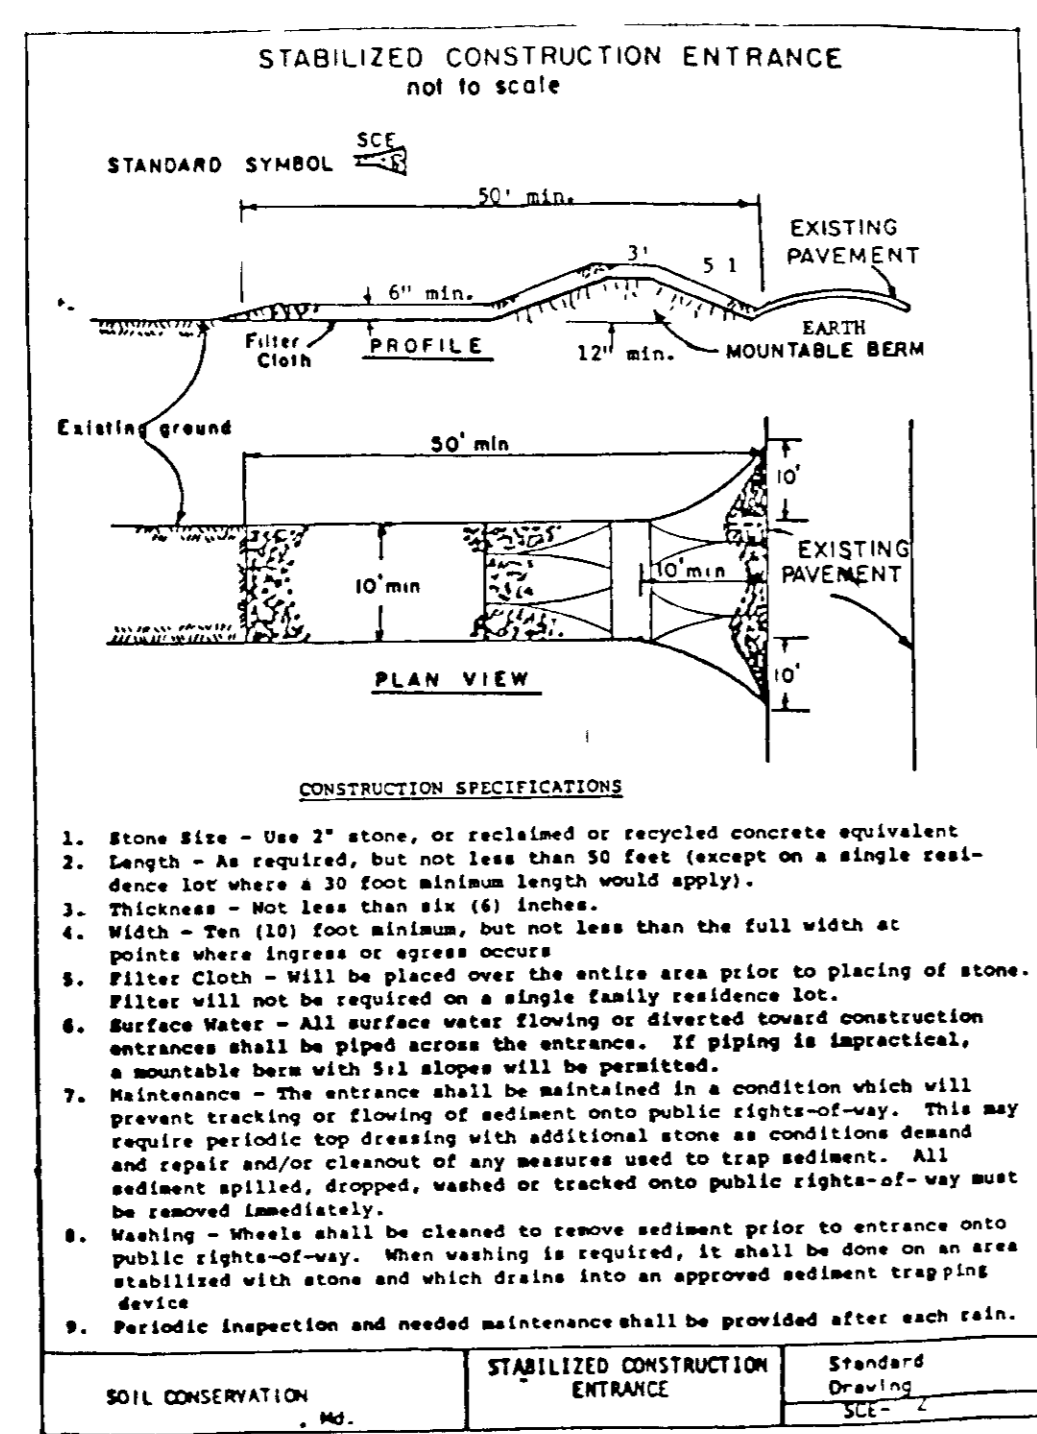 STABILIZED CONSTRUCTION ENTRANCE
not to scale
SCE
STANDARD SYMBOL
50' min.
EXISTING
PAVEMENT
3'
5 1
6" min.
Filter
Cloth
PROFILE
12" min.
EARTH
MOUNTABLE BERM
Existing ground
50' min
10'
10' min
10' min
EXISTING
PAVEMENT
10'
PLAN VIEW
CONSTRUCTION SPECIFICATIONS
1. Stone Size - Use 2" stone, or reclaimed or recycled concrete equivalent
2. Length - As required, but not less than 50 feet (except on a single resi-
dence lot where a 30 foot minimum length would apply).
3. Thickness - Not less than six (6) inches.
4. Width - Ten (10) foot minimum, but not less than the full width at
points where ingress or egress occurs
5. Filter Cloth - Will be placed over the entire area prior to placing of stone.
Filter will not be required on a single family residence lot.
6. Surface Water - All surface water flowing or diverted toward construction
entrances shall be piped across the entrance. If piping is impractical,
a mountable berm with 5:1 slopes will be permitted.
7. Maintenance - The entrance shall be maintained in a condition which will
prevent tracking or flowing of sediment onto public rights-of-way. This may
require periodic top dressing with additional stone as conditions demand
and repair and/or cleanout of any measures used to trap sediment. All
sediment spilled, dropped, washed or tracked onto public rights-of-way must
be removed immediately.
8. Washing - Wheels shall be cleaned to remove sediment prior to entrance onto
public rights-of-way. When washing is required, it shall be done on an area
stabilized with stone and which drains into an approved sediment trapping
device
9. Periodic inspection and needed maintenance shall be provided after each rain.
SOIL CONSERVATION
, Md.
STABILIZED CONSTRUCTION
ENTRANCE
Standard
Drawing
SCE- 2